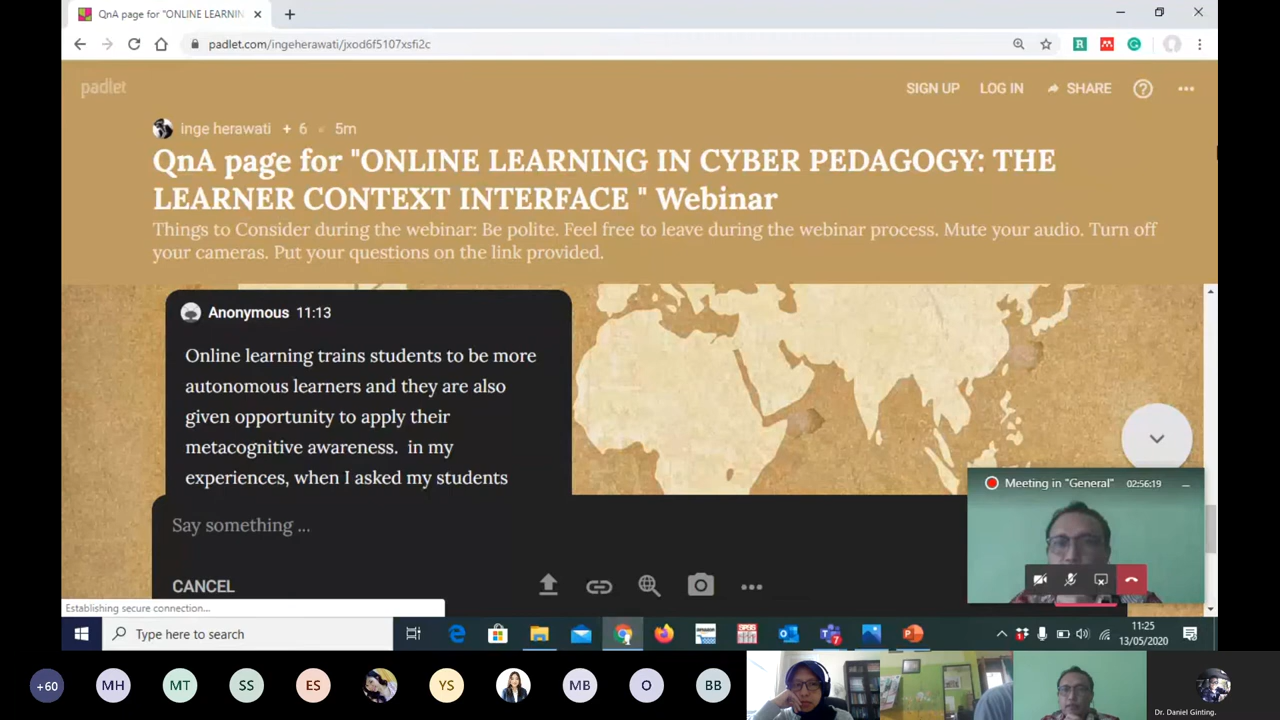 QnA page for "ONLINE LEARNIN
padlet.com/ingeherawati/jxod6f5107xsfi2c
padlet
SIGN UP LOG IN SHARE
inge herawati + 6 5m
QnA page for "ONLINE LEARNING IN CYBER PEDAGOGY: THE
LEARNER CONTEXT INTERFACE " Webinar
Things to Consider during the webinar: Be polite. Feel free to leave during the webinar process. Mute your audio. Turn off
your cameras. Put your questions on the link provided.
Anonymous 11:13
Online learning trains students to be more
autonomous learners and they are also
given opportunity to apply their
metacognitive awareness. in my
experiences, when I asked my students
Meeting in "General" 02:56:19
Say something ...
CANCEL
Establishing secure connection...
Type here to search
11:25
13/05/2020
+60 MH MT SS ES YS MB O BB
Dr. Daniel Ginting.